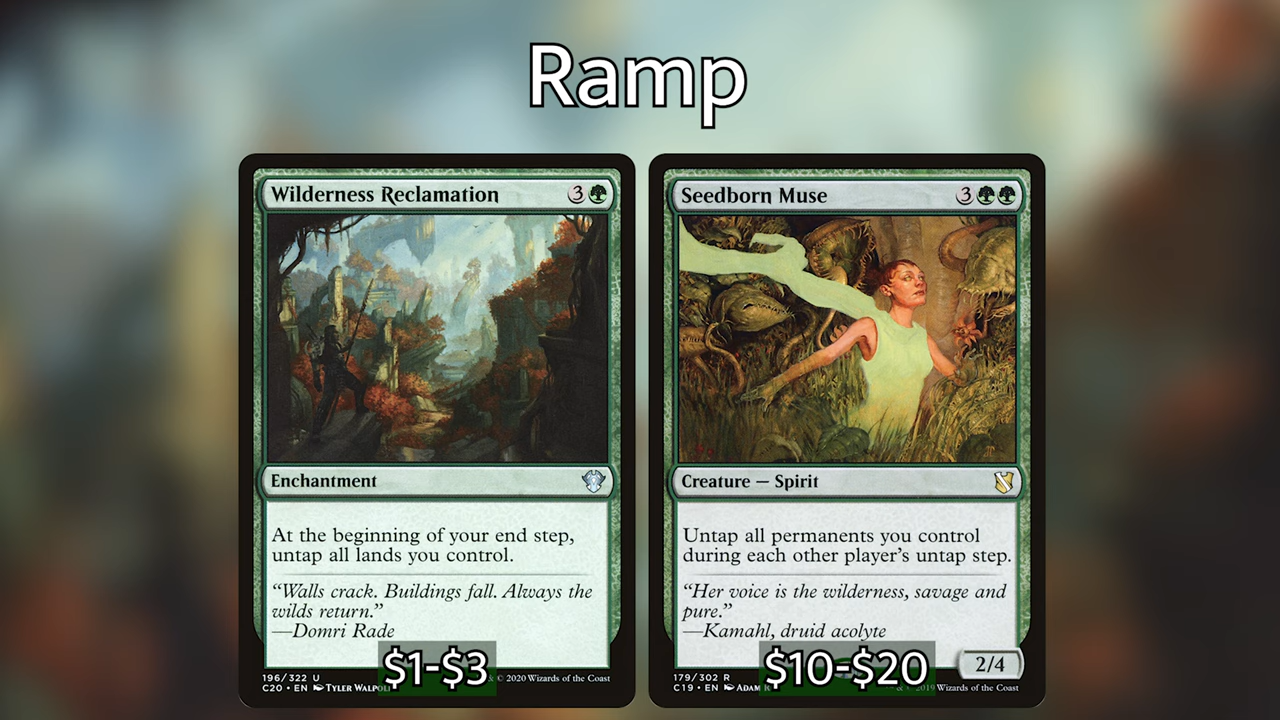 Ramp
Wilderness Reclamation 3
Enchantment
At the beginning of your end step,
untap all lands you control.
“Walls crack. Buildings fall. Always the
wilds return.”
—Domri Rade
$1-$3
196/322 U
C20 • EN TYLER WALPOL & © 2020 Wizards of the Coast
Seedborn Muse 3
Creature — Spirit
Untap all permanents you control
during each other player’s untap step.
“Her voice is the wilderness, savage and
pure.”
—Kamahl, druid acolyte
$10-$20
2/4
179/302 R
C19 • EN ADAM & © 2019 Wizards of the Coast